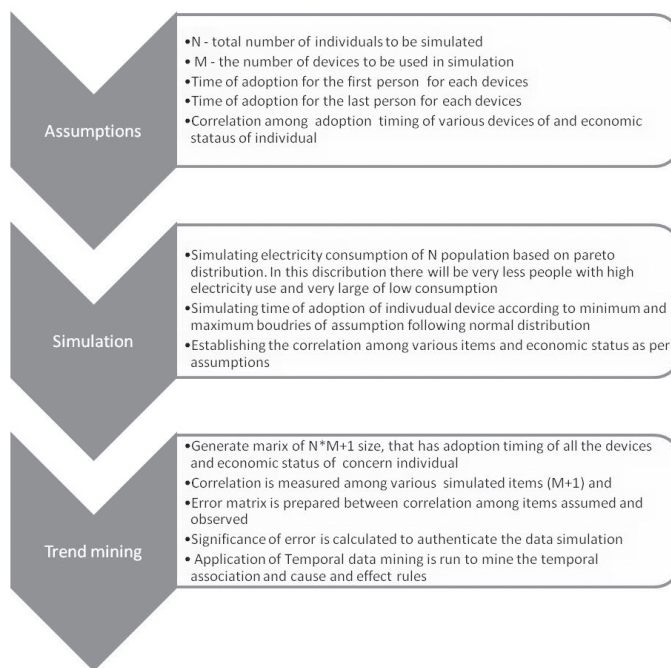 Assumptions
•N - total number of individuals to be simulated
• M - the number of devices to be used in simulation
•Time of adoption for the first person for each devices
•Time of adoption for the last person for each devices
•Correlation among adoption timing of various devices of and economic
stataus of individual
Simulation
•Simulating electricity consumption of N population based on pareto
distribution. In this discribution there will be very less people with high
electricity use and very large of low consumption
•Simulating time of adoption of indivudual device according to minimum and
maximum boudries of assumption following normal distribution
•Establishing the correlation among various items and economic status as per
assumptions
Trend mining
•Generate marix of N*M+1 size, that has adoption timing of all the devices
and economic status of concern individual
•Correlation is measured among various simulated items (M+1) and
•Error matrix is prepared between correlation among items assumed and
observed
•Significance of error is calculated to authenticate the data simulation
• Application of Temporal data mining is run to mine the temporal
association and cause and effect rules